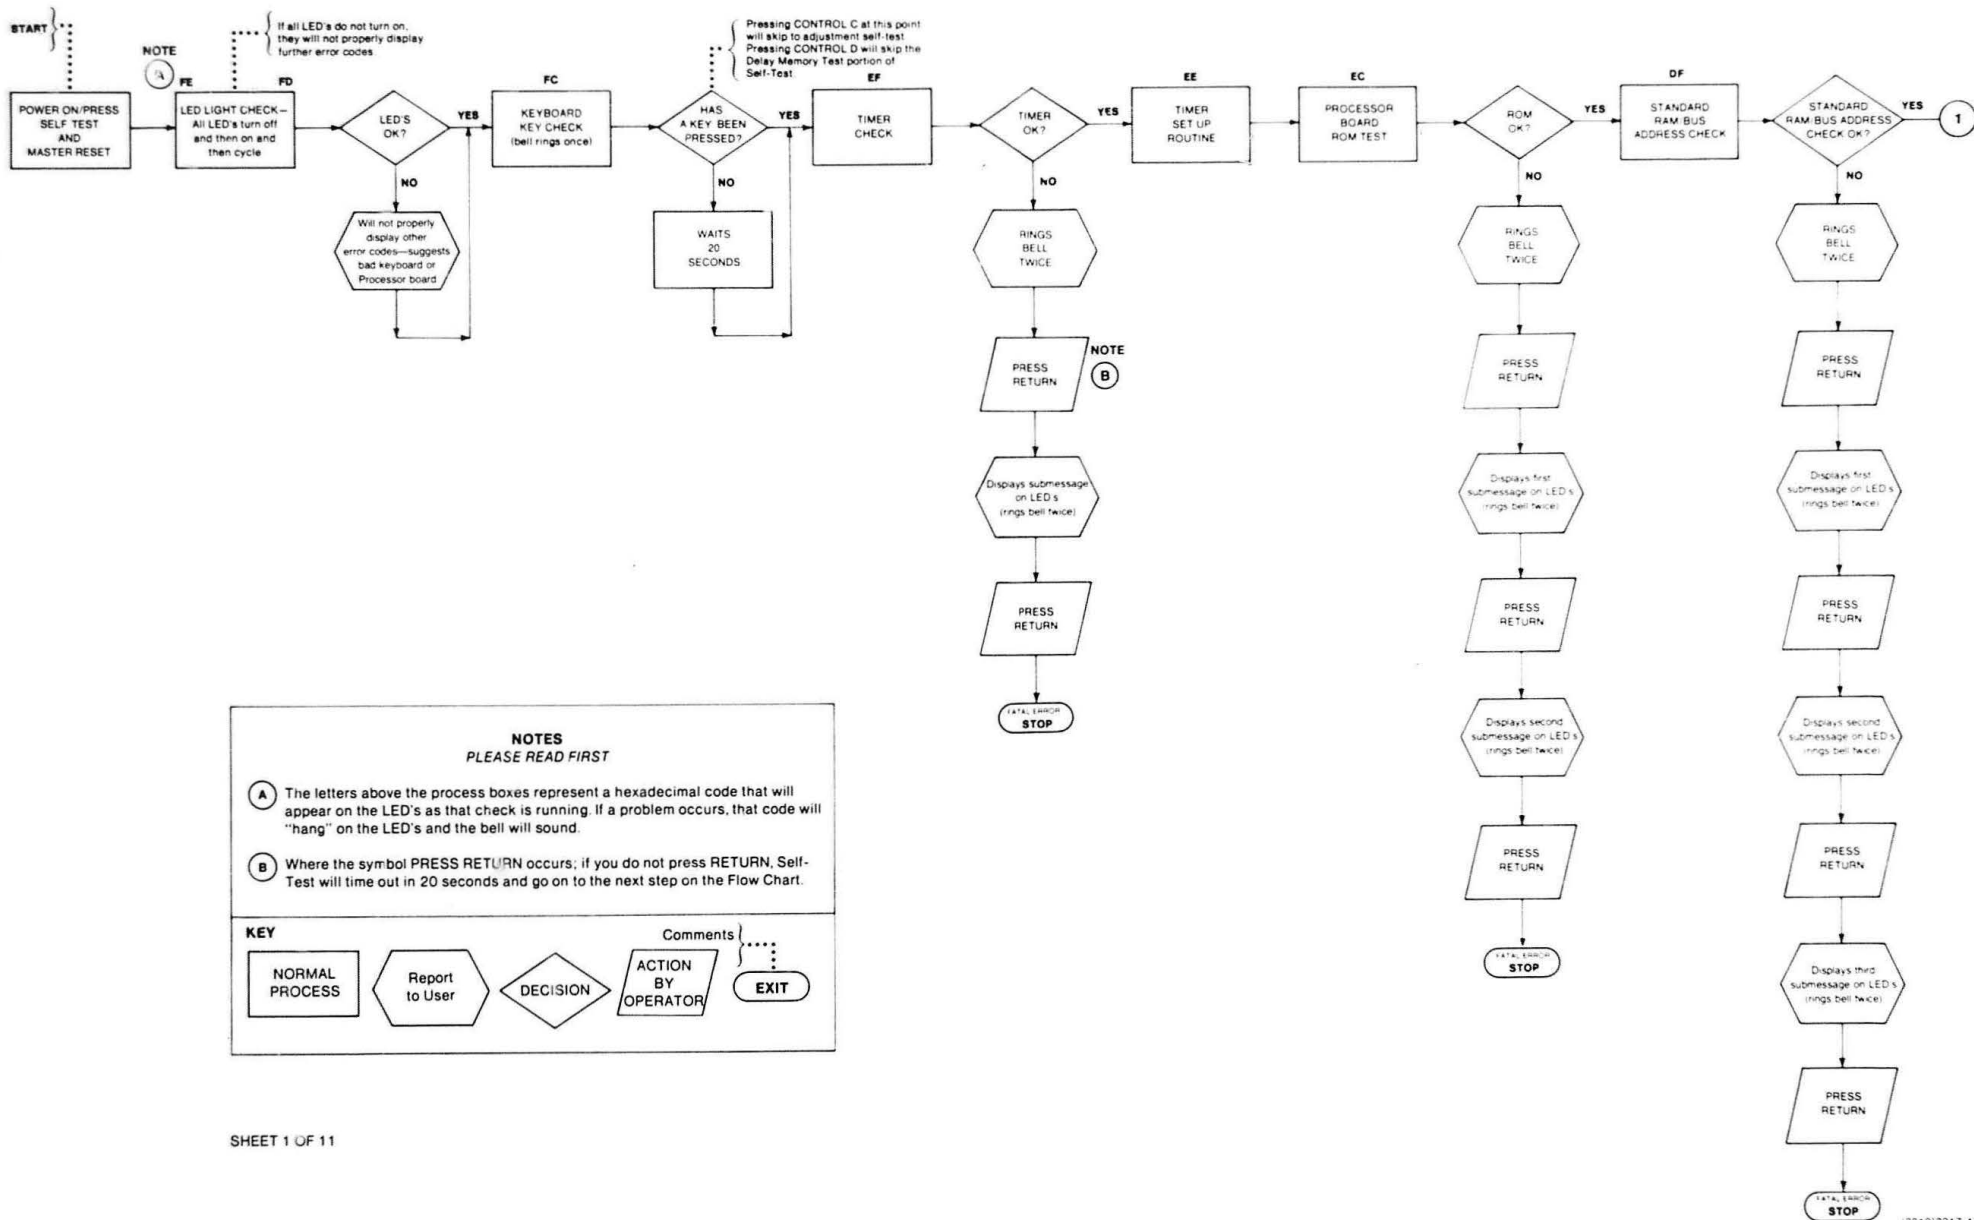 START
If all LED's do not turn on,
they will not properly display
further error codes
Pressing CONTROL C at this point
will skip to adjustment self-test
Pressing CONTROL D will skip the
Delay Memory Test portion of
Self-Test.
NOTE
A
FE
FD
FC
EF
EE
EC
DF
POWER ON/PRESS
SELF TEST
AND
MASTER RESET
LED LIGHT CHECK—
All LED's turn off
and then on and
then cycle
LED'S
OK?
YES
KEYBOARD
KEY CHECK
(bell rings once)
HAS
A KEY BEEN
PRESSED?
YES
TIMER
CHECK
TIMER
OK?
YES
TIMER
SET UP
ROUTINE
PROCESSOR
BOARD
ROM TEST
ROM
OK?
YES
STANDARD
RAM/BUS
ADDRESS CHECK
STANDARD
RAM/BUS ADDRESS
CHECK OK?
YES
1
NO
Will not properly
display other
error codes—suggests
bad keyboard or
Processor board
NO
WAITS
20
SECONDS
NO
RINGS
BELL
TWICE
PRESS
RETURN
NOTE
B
Displays submessage
on LED's
(rings bell twice)
PRESS
RETURN
FATAL ERROR
STOP
NO
RINGS
BELL
TWICE
PRESS
RETURN
Displays first
submessage on LED's
(rings bell twice)
PRESS
RETURN
Displays second
submessage on LED's
(rings bell twice)
PRESS
RETURN
FATAL ERROR
STOP
NO
RINGS
BELL
TWICE
PRESS
RETURN
Displays first
submessage on LED's
(rings bell twice)
PRESS
RETURN
Displays second
submessage on LED's
(rings bell twice)
PRESS
RETURN
Displays third
submessage on LED's
(rings bell twice)
PRESS
RETURN
FATAL ERROR
STOP
NOTES
PLEASE READ FIRST
A The letters above the process boxes represent a hexadecimal code that will
appear on the LED's as that check is running. If a problem occurs, that code will
"hang" on the LED's and the bell will sound.
B Where the symbol PRESS RETURN occurs; if you do not press RETURN, Self-
Test will time out in 20 seconds and go on to the next step on the Flow Chart.
KEY
NORMAL
PROCESS
Report
to User
DECISION
ACTION
BY
OPERATOR
Comments
EXIT
SHEET 1 OF 11